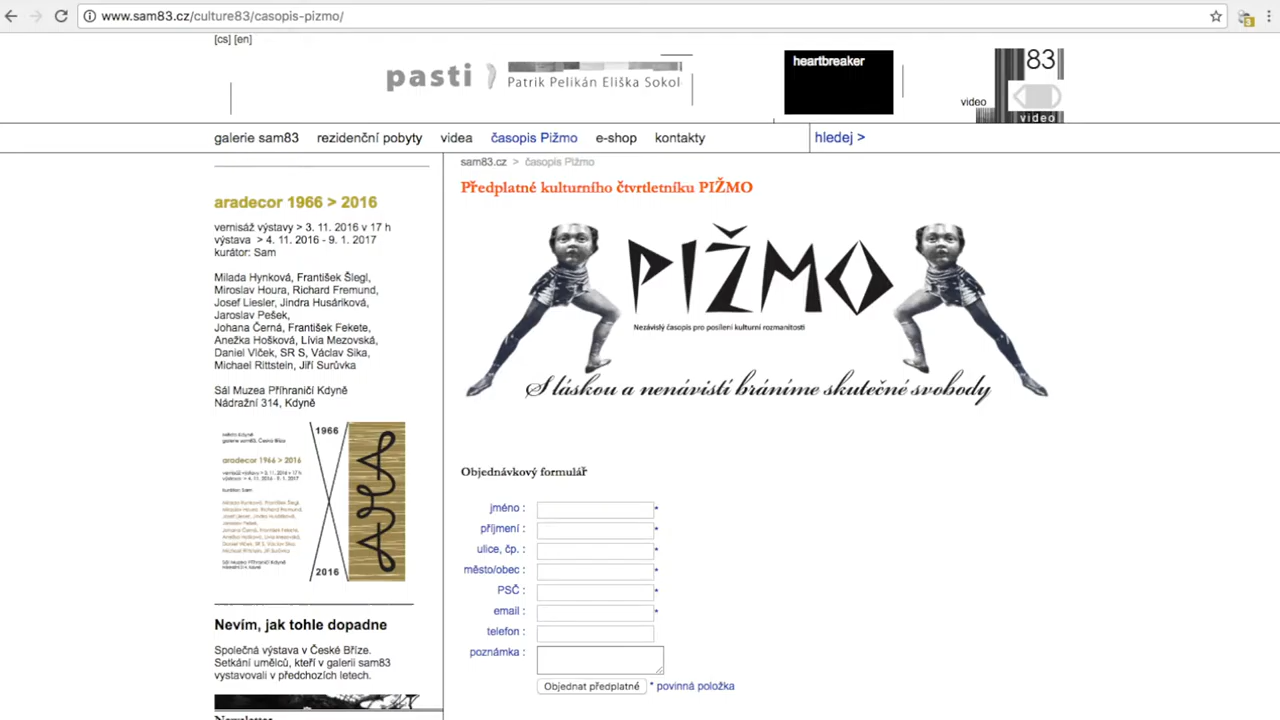 www.sam83.cz/culture83/časopis-pizmo/
[cs] [en]
pasti
Patrik Pelikán Eliška Sokol
heartbreaker
83
video
video
galerie sam83 rezidenční pobyty videa časopis Pižmo e-shop kontakty hledej >
sam83.cz > časopis Pižmo
Předplatné kulturního čtvrtletníku PIŽMO
aradecor 1966 > 2016
vernisáž výstavy > 3. 11. 2016 v 17 h
výstava > 4. 11. 2016 - 9. 1. 2017
kurátor: Sam
Milada Hynková, František Šlegl,
Miroslav Houra, Richard Fremund,
Josef Liesler, Jindra Husáriková,
Jaroslav Pešek,
Johana Černá, František Fekete,
Anežka Hošková, Lívia Mezovská,
Daniel Vlček, SR S, Václav Sika,
Michael Rittstein, Jiří Surůvka
Sál Muzea Příhraničí Kdyně
Nádražní 314, Kdyně
PIŽMO
Nezávislý časopis pro posílení kulturní rozmanitosti
S láskou a nenávistí bráníme skutečné svobody
1966
aradecor 1966 > 2016
2016
Nevím, jak tohle dopadne
Společná výstava v České Bříze.
Setkání umělců, kteří v galerii sam83
vystavovali v předchozích letech.
Newsletter
Objednávkový formulář
jméno : *
příjmení : *
ulice, čp. : *
město/obec : *
PSČ : *
email : *
telefon :
poznámka :
Objednat předplatné * povinná položka